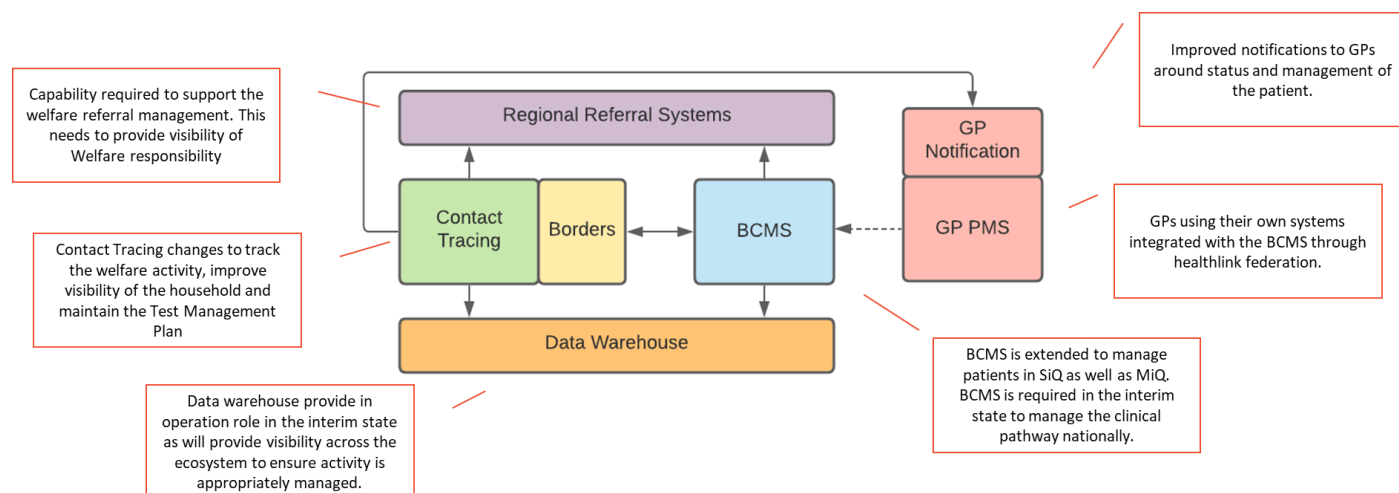 Improved notifications to GPs
around status and management of
the patient.
Capability required to support the
welfare referral management. This
needs to provide visibility of
Welfare responsibility
Regional Referral Systems
GP
Notification
Contact
Tracing
Borders
BCMS
GP PMS
GPs using their own systems
integrated with the BCMS through
healthlink federation.
Contact Tracing changes to track
the welfare activity, improve
visibility of the household and
maintain the Test Management
Plan
Data Warehouse
BCMS is extended to manage
patients in SiQ as well as MiQ.
BCMS is required in the interim
state to manage the clinical
pathway nationally.
Data warehouse provide in
operation role in the interim state
as will provide visibility across the
ecosystem to ensure activity is
appropriately managed.